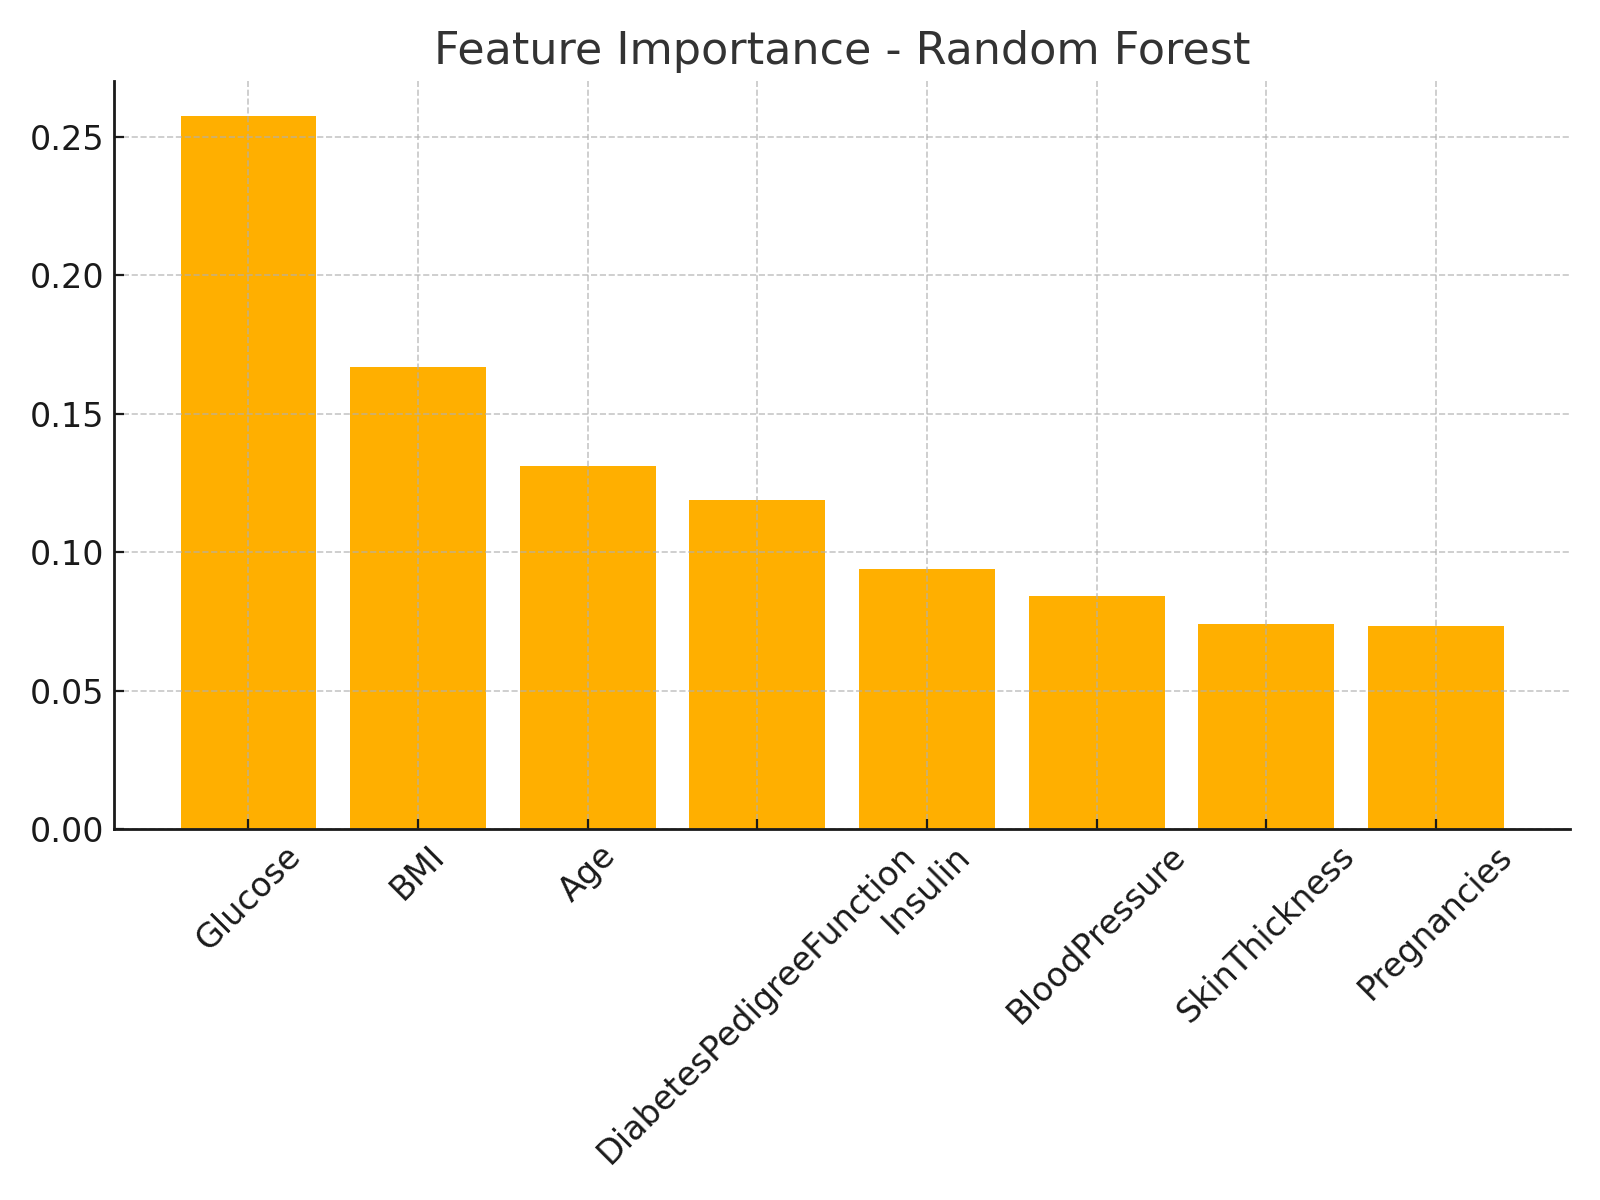 Feature Importance - Random Forest
0.25
0.20
0.15
0.10
0.05
0.00
Glucose
BMI
Age
DiabetesPedigreeFunction
Insulin
BloodPressure
SkinThickness
Pregnancies